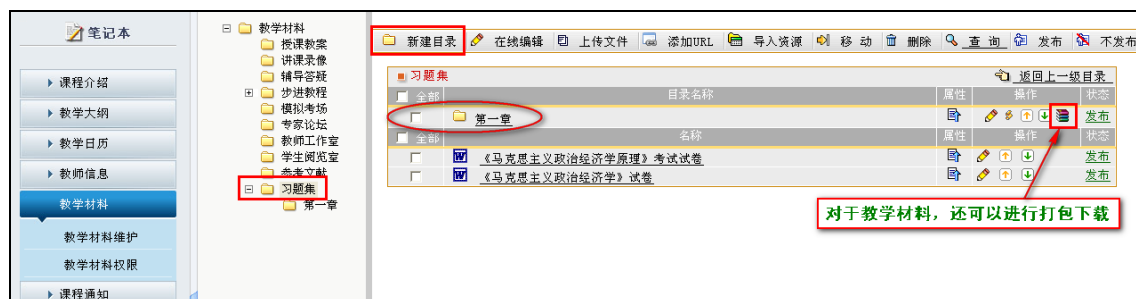 笔记本
课程介绍
教学大纲
教学日历
教师信息
教学材料
教学材料维护
教学材料权限
课程通知
教学材料
授课教案
讲课录像
辅导答疑
步进教程
模拟考场
专家论坛
教师工作室
学生阅览室
参考文献
习题集
第一章
新建目录 在线编辑 上传文件 添加URL 导入资源 移 动 删除 查 询 发布 不发布
习题集 返回上一级目录
全部 目录名称 属性 操作 状态
第一章 发布
全部 名称 属性 操作 状态
《马克思主义政治经济学原理》考试试卷 发布
《马克思主义政治经济学》试卷 发布
对于教学材料，还可以进行打包下载